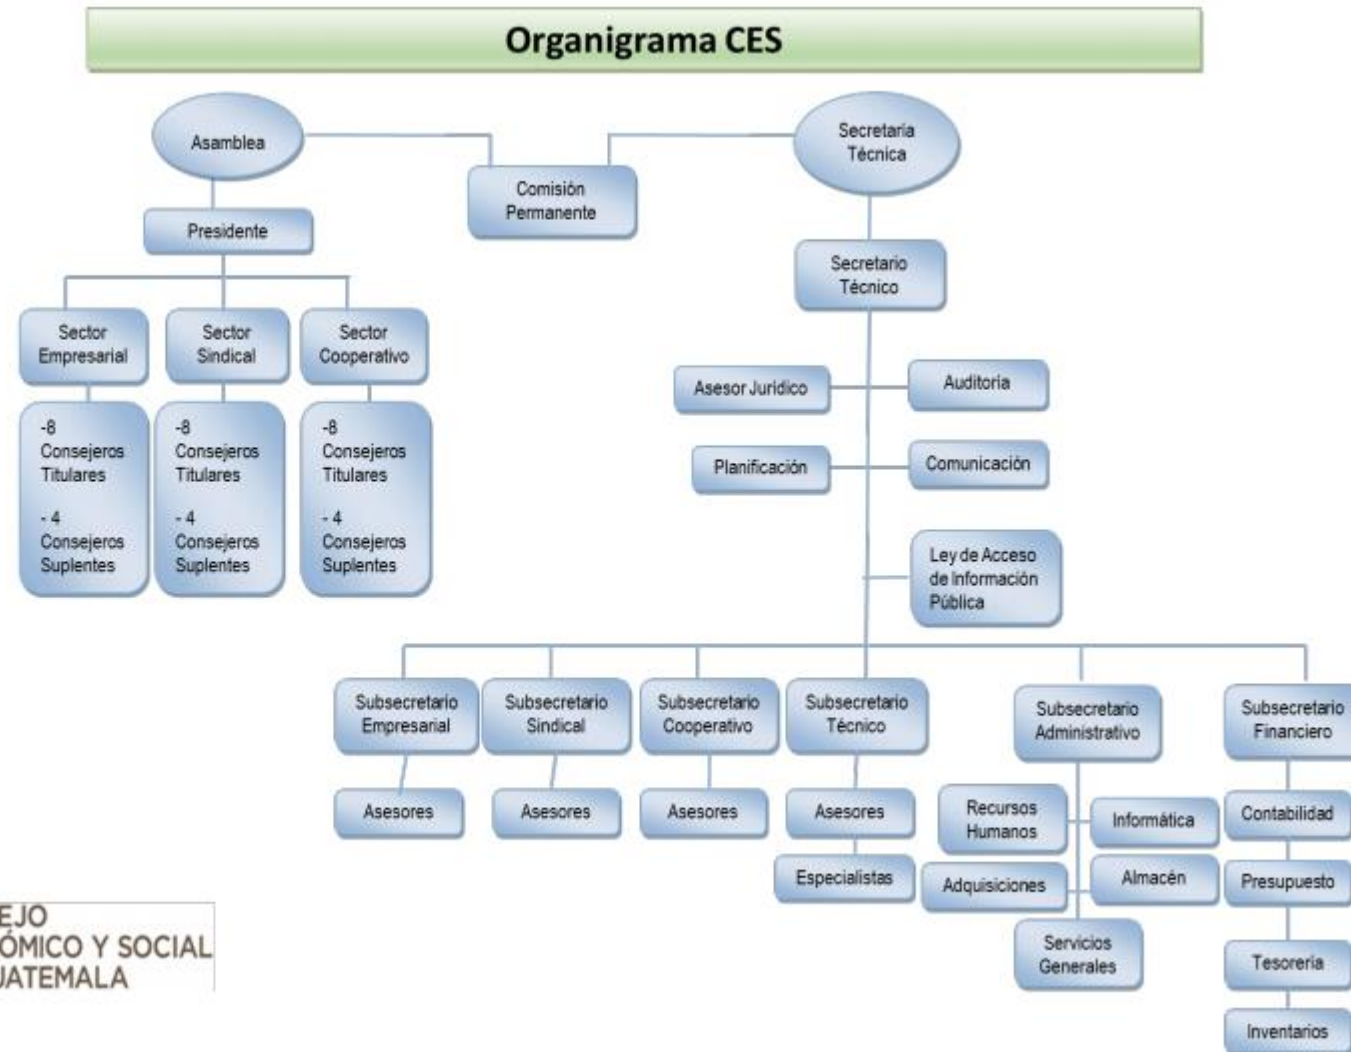 Organigrama CES
Asamblea
Secretaria
Técnica
Comisión
Permanente
Presidente
Secretario
Técnico
Sector
Empresarial
Sector
Sindical
Sector
Cooperativo
-8
Consejeros
Titulares
- 4
Consejeros
Suplentes
-8
Consejeros
Titulares
- 4
Consejeros
Suplentes
-8
Consejeros
Titulares
- 4
Consejeros
Suplentes
Asesor Jurídico
Auditoría
Planificación
Comunicación
Ley de Acceso
de Información
Pública
Subsecretario
Empresarial
Subsecretario
Sindical
Subsecretario
Cooperativo
Subsecretario
Técnico
Subsecretario
Administrativo
Subsecretario
Financiero
Asesores
Asesores
Asesores
Asesores
Especialistas
Recursos
Humanos
Informática
Adquisiciones
Almacén
Servicios
Generales
Contabilidad
Presupuesto
Tesorería
Inventarios
EJO
ÓMICO Y SOCIAL
UATEMALA